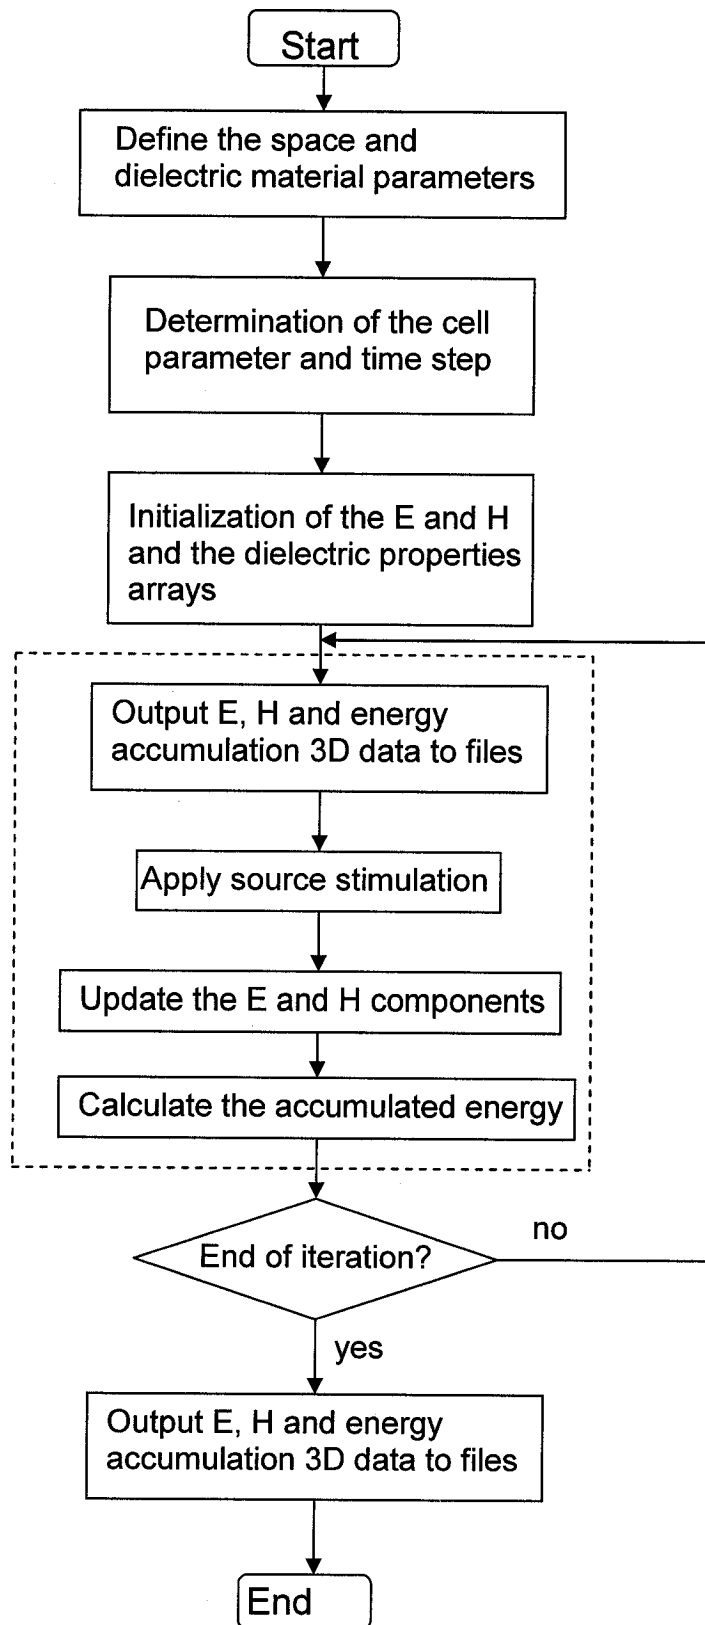 Start
Define the space and
dielectric material parameters
Determination of the cell
parameter and time step
Initialization of the E and H
and the dielectric properties
arrays
Output E, H and energy
accumulation 3D data to files
Apply source stimulation
Update the E and H components
Calculate the accumulated energy
End of iteration?
no
yes
Output E, H and energy
accumulation 3D data to files
End